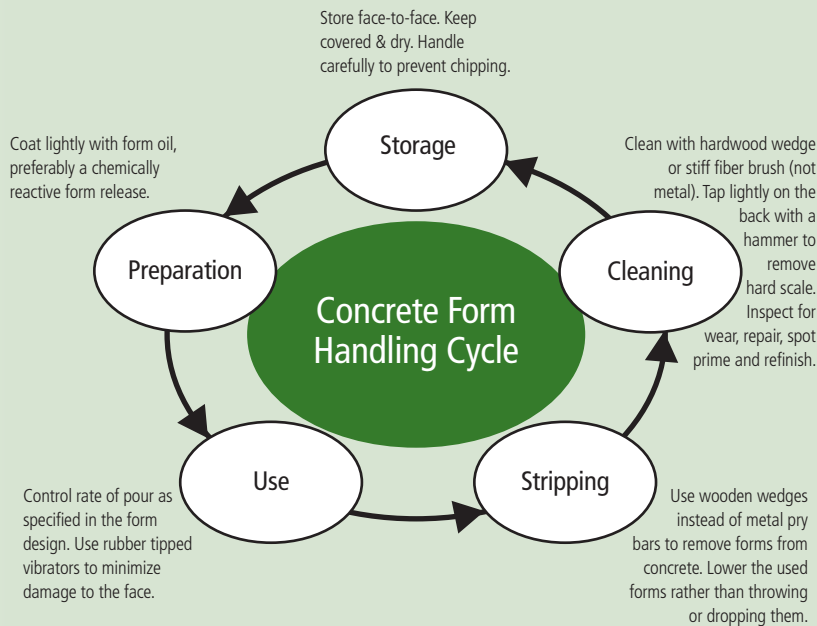 Store face-to-face. Keep
covered & dry. Handle
carefully to prevent chipping.
Storage
Coat lightly with form oil,
preferably a chemically
reactive form release.
Preparation
Clean with hardwood wedge
or stiff fiber brush (not
metal). Tap lightly on the
back with a
hammer to
remove
hard scale.
Inspect for
wear, repair, spot
prime and refinish.
Cleaning
Concrete Form
Handling Cycle
Use
Control rate of pour as
specified in the form
design. Use rubber tipped
vibrators to minimize
damage to the face.
Stripping
Use wooden wedges
instead of metal pry
bars to remove forms from
concrete. Lower the used
forms rather than throwing
or dropping them.